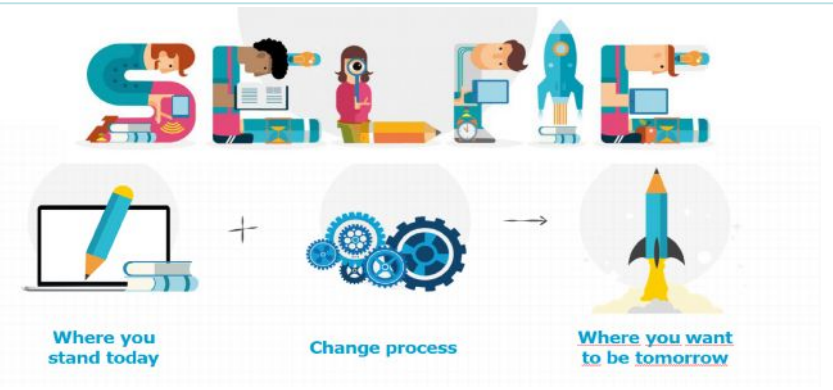 SELFIE
Where you
stand today
Change process
Where you want
to be tomorrow